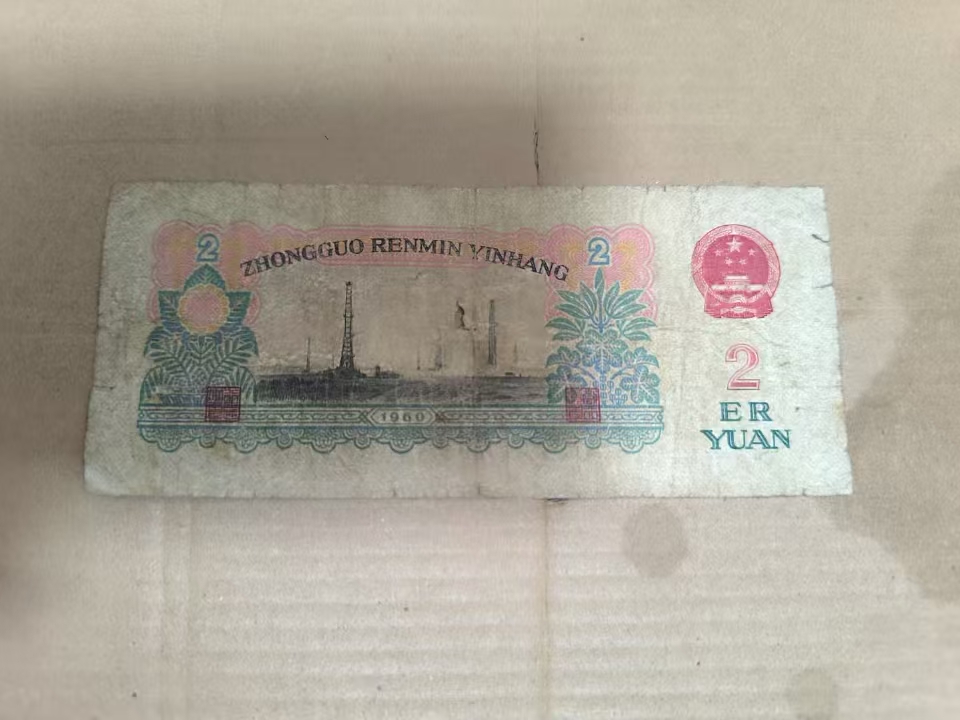 2
2
ZHONGGUO RENMIN YINHANG
1960
2
ER
YUAN